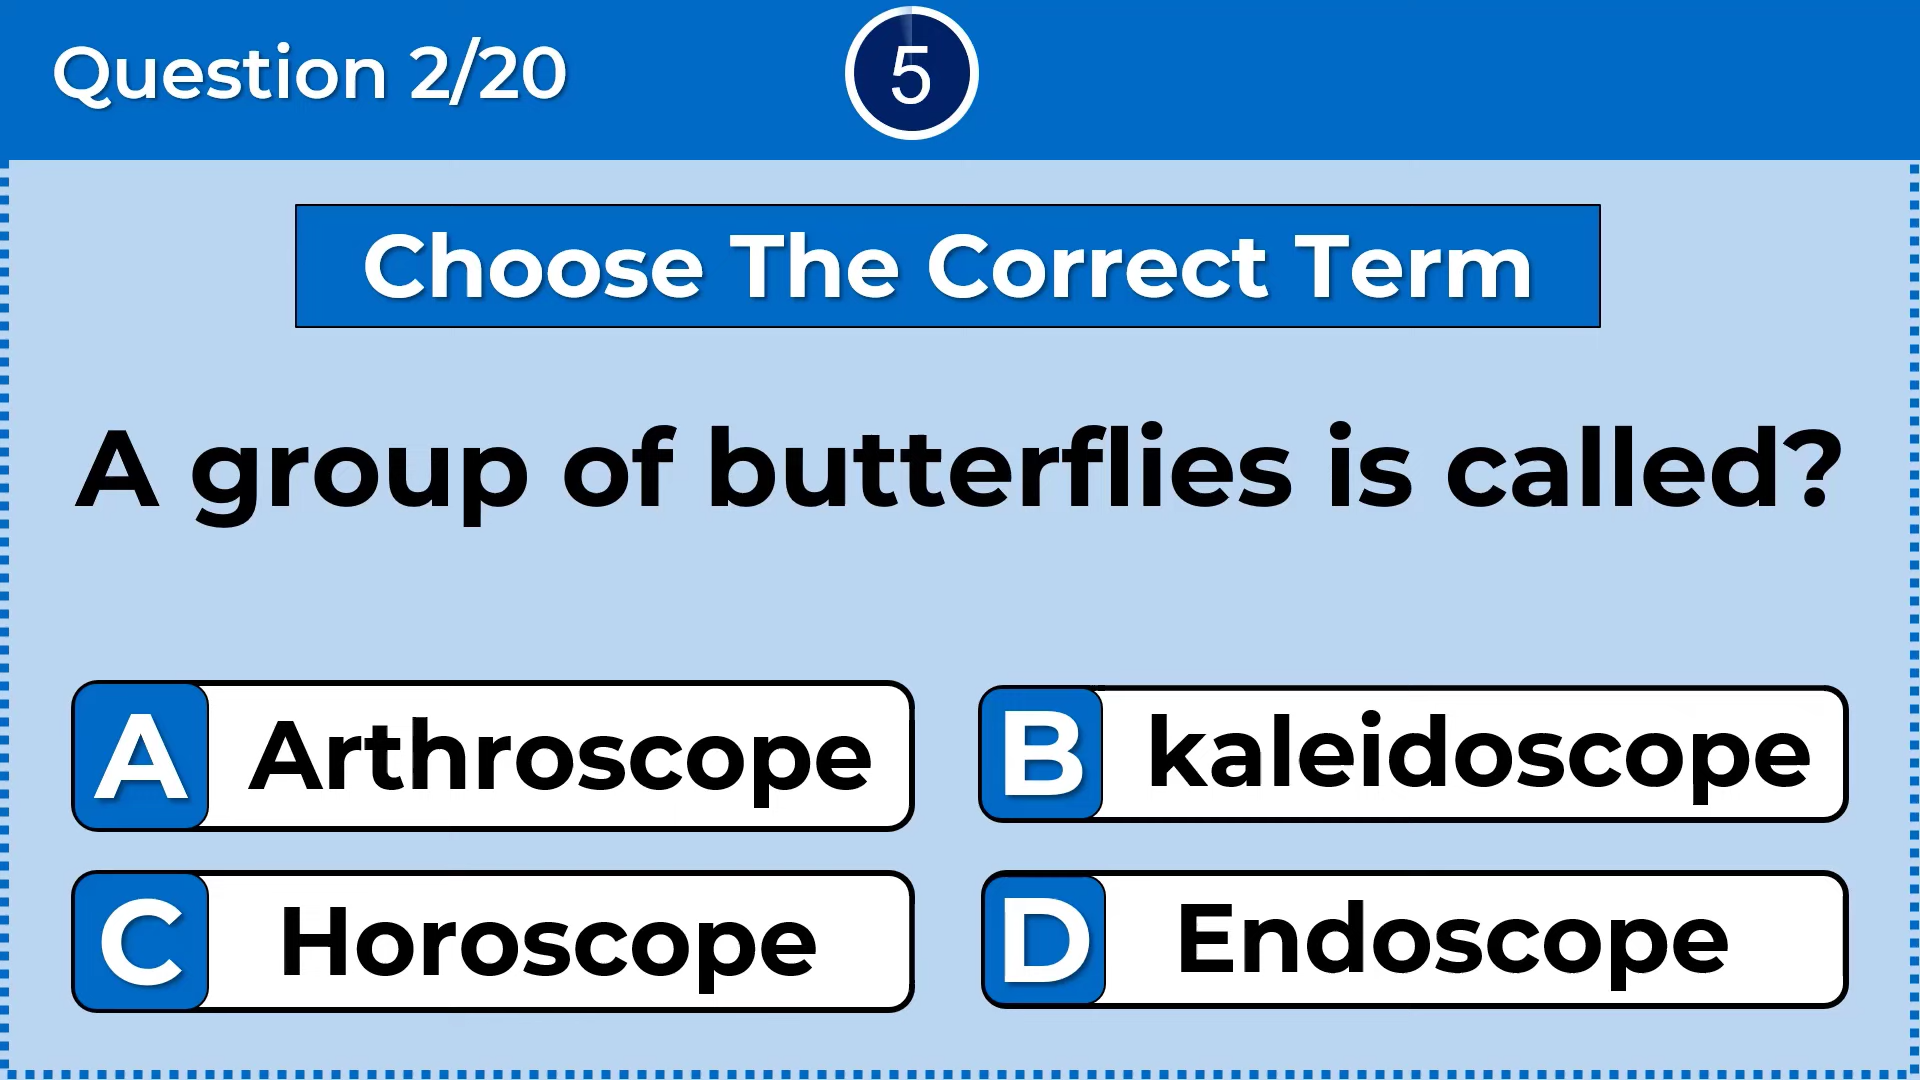 Question 2/20
5
Choose The Correct Term
A group of butterflies is called?
A Arthroscope
B kaleidoscope
C Horoscope
D Endoscope